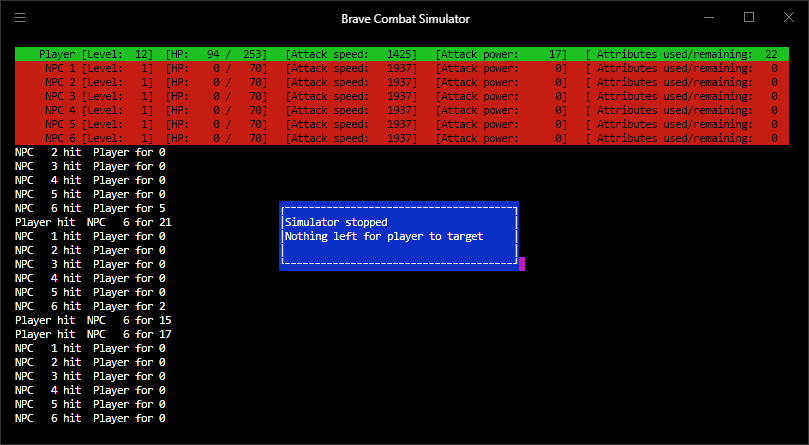 Brave Combat Simulator
Player [Level: 12] [HP: 94 / 253] [Attack speed: 1425] [Attack power: 17] [ Attributes used/remaining: 22
NPC 1 [Level: 1] [HP: 0 / 70] [Attack speed: 1937] [Attack power: 0] [ Attributes used/remaining: 0
NPC 2 [Level: 1] [HP: 0 / 70] [Attack speed: 1937] [Attack power: 0] [ Attributes used/remaining: 0
NPC 3 [Level: 1] [HP: 0 / 70] [Attack speed: 1937] [Attack power: 0] [ Attributes used/remaining: 0
NPC 4 [Level: 1] [HP: 0 / 70] [Attack speed: 1937] [Attack power: 0] [ Attributes used/remaining: 0
NPC 5 [Level: 1] [HP: 0 / 70] [Attack speed: 1937] [Attack power: 0] [ Attributes used/remaining: 0
NPC 6 [Level: 1] [HP: 0 / 70] [Attack speed: 1937] [Attack power: 0] [ Attributes used/remaining: 0
NPC 2 hit Player for 0
NPC 3 hit Player for 0
NPC 4 hit Player for 0
NPC 5 hit Player for 0
NPC 6 hit Player for 5
Player hit NPC 6 for 21
NPC 1 hit Player for 0
NPC 2 hit Player for 0
NPC 3 hit Player for 0
NPC 4 hit Player for 0
NPC 5 hit Player for 0
NPC 6 hit Player for 2
Player hit NPC 6 for 15
Player hit NPC 6 for 17
NPC 1 hit Player for 0
NPC 2 hit Player for 0
NPC 3 hit Player for 0
NPC 4 hit Player for 0
NPC 5 hit Player for 0
NPC 6 hit Player for 0
Simulator stopped
Nothing left for player to target